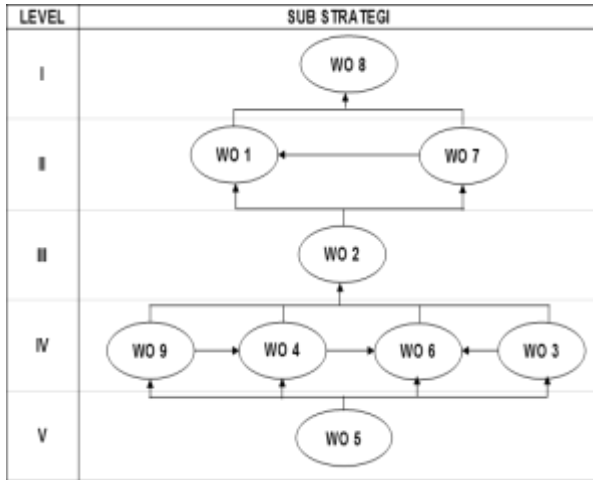 LEVEL SUB STRATEGI
I WO 8
II WO 1 WO 7
III WO 2
IV WO 9 WO 4 WO 6 WO 3
V WO 5